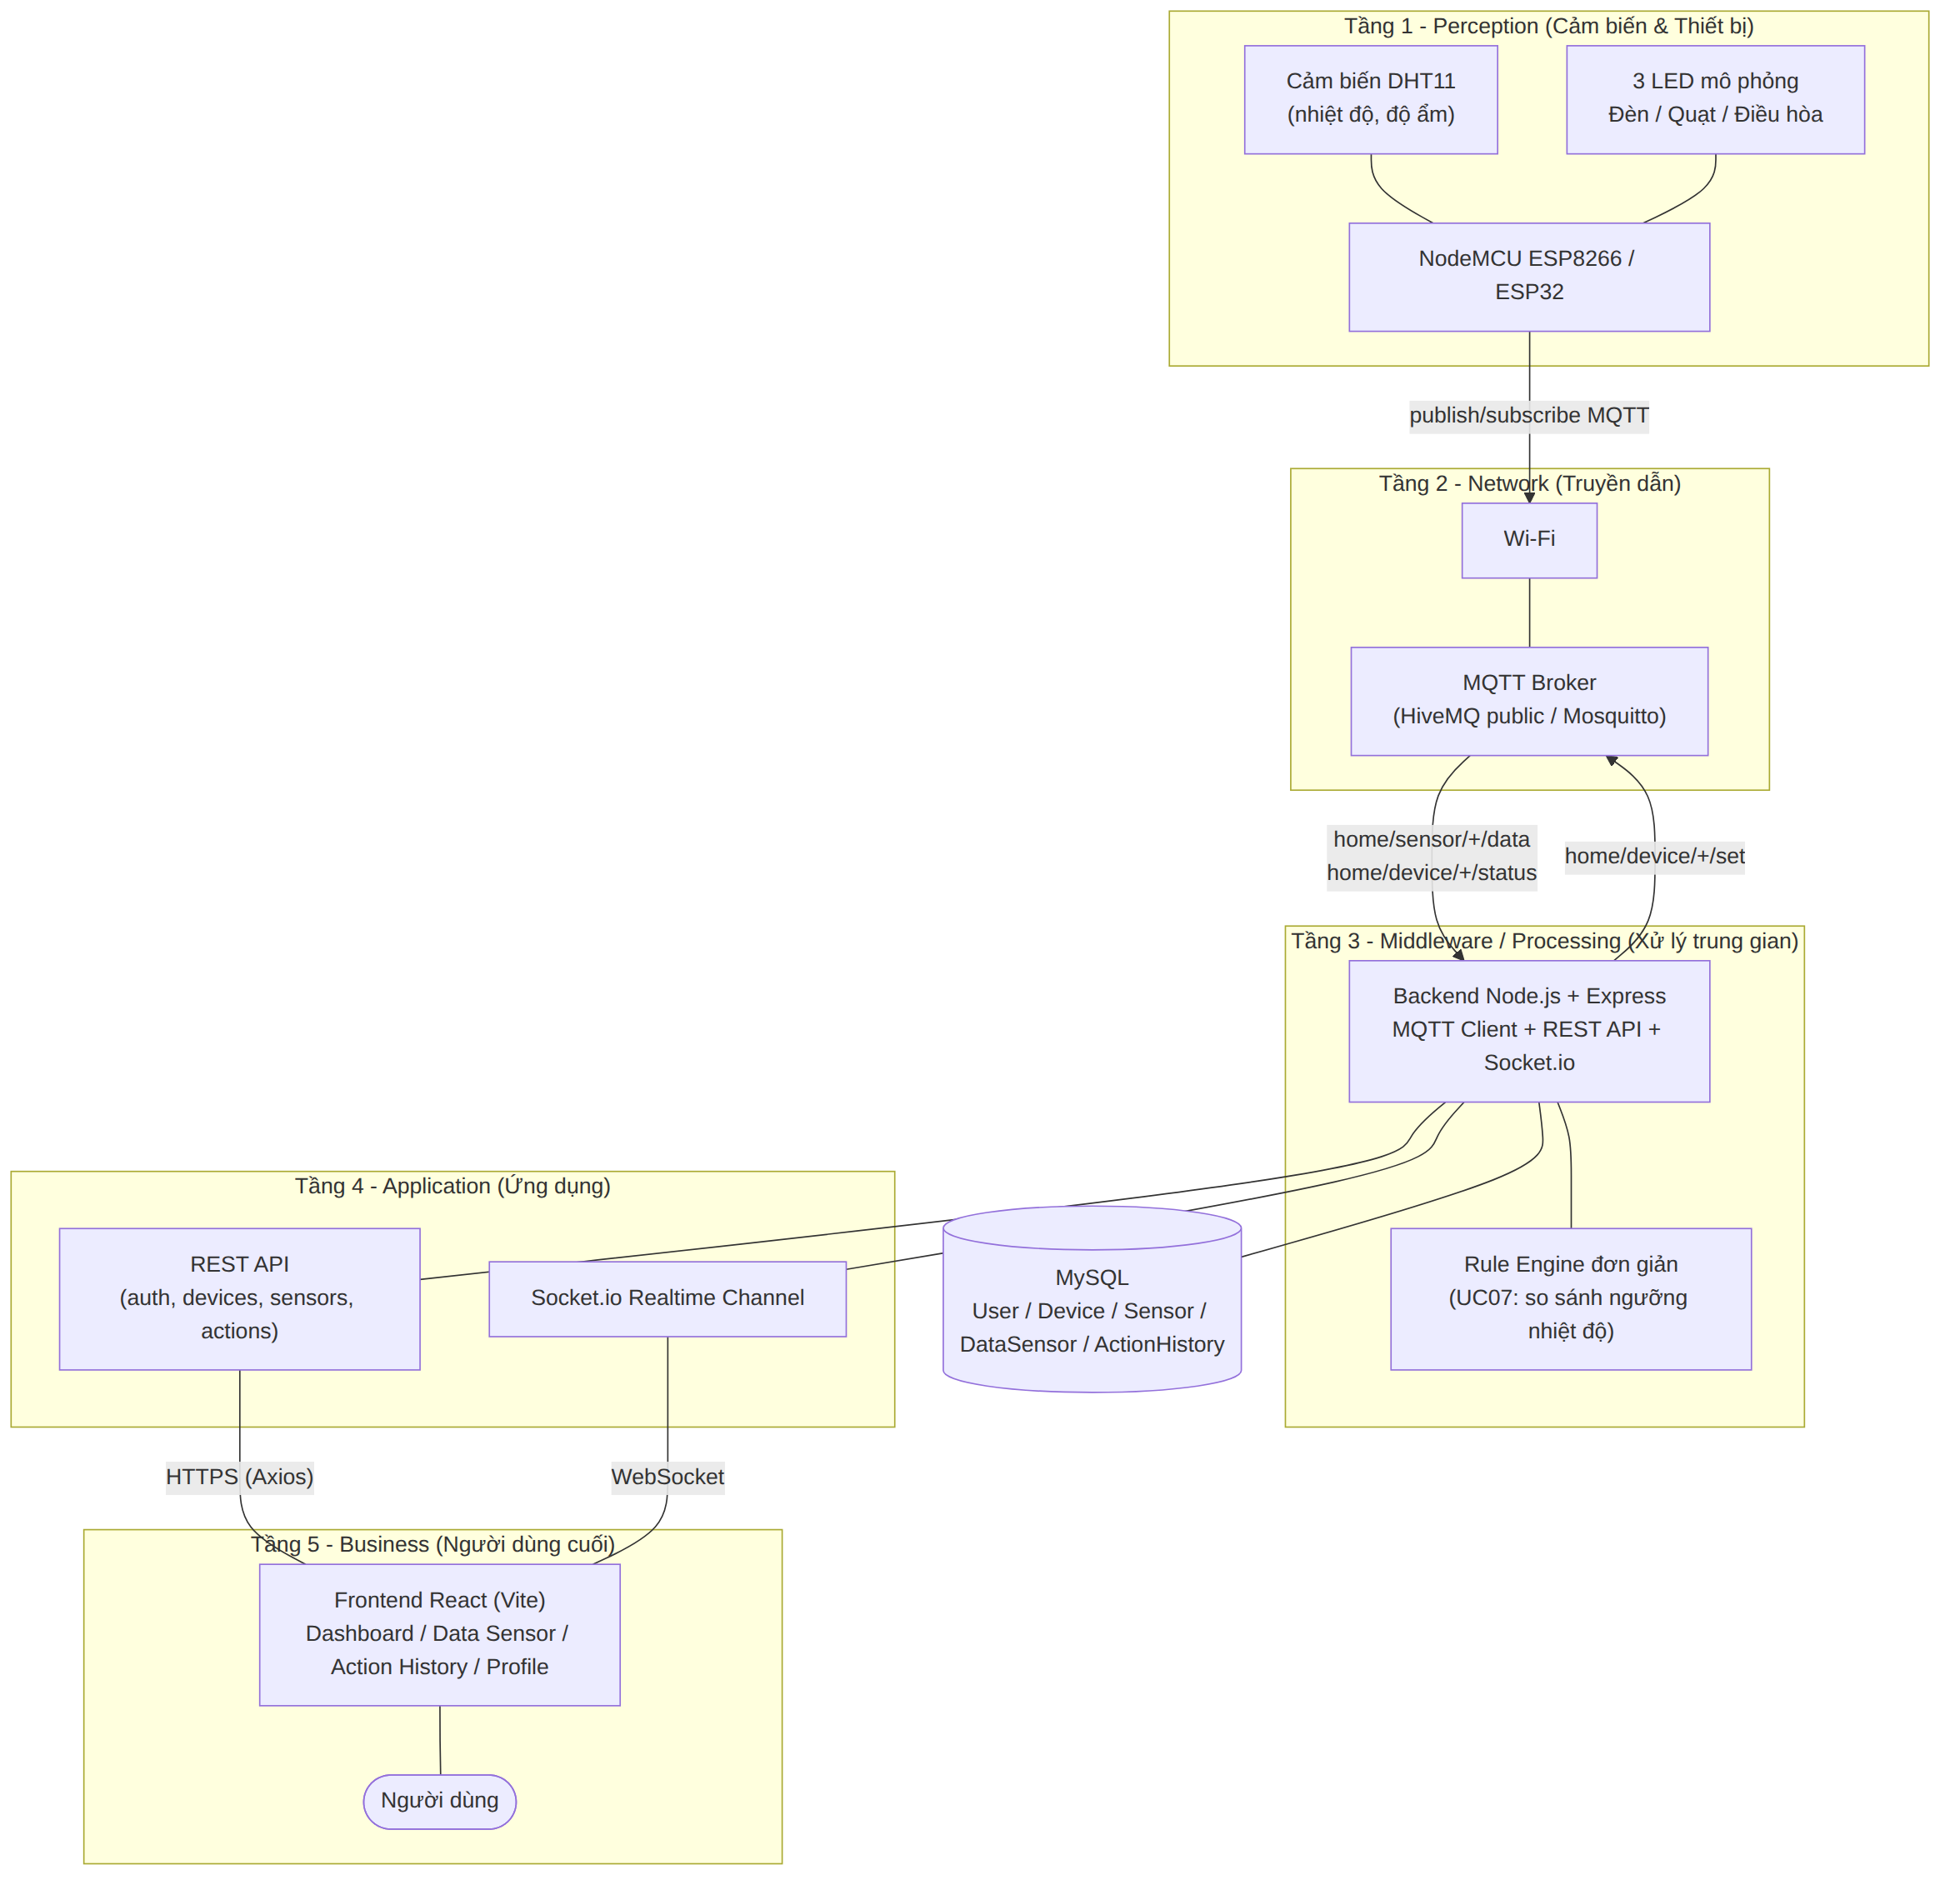 Tầng 1 - Perception (Cảm biến & Thiết bị)
Cảm biến DHT11
(nhiệt độ, độ ẩm)
3 LED mô phỏng
Đèn / Quạt / Điều hòa
NodeMCU ESP8266 /
ESP32
publish/subscribe MQTT
Tầng 2 - Network (Truyền dẫn)
Wi-Fi
MQTT Broker
(HiveMQ public / Mosquitto)
home/sensor/+/data
home/device/+/status
home/device/+/set
Tầng 3 - Middleware / Processing (Xử lý trung gian)
Backend Node.js + Express
MQTT Client + REST API +
Socket.io
Tầng 4 - Application (Ứng dụng)
REST API
(auth, devices, sensors,
actions)
Socket.io Realtime Channel
MySQL
User / Device / Sensor /
DataSensor / ActionHistory
Rule Engine đơn giản
(UC07: so sánh ngưỡng
nhiệt độ)
HTTPS (Axios)
WebSocket
Tầng 5 - Business (Người dùng cuối)
Frontend React (Vite)
Dashboard / Data Sensor /
Action History / Profile
Người dùng